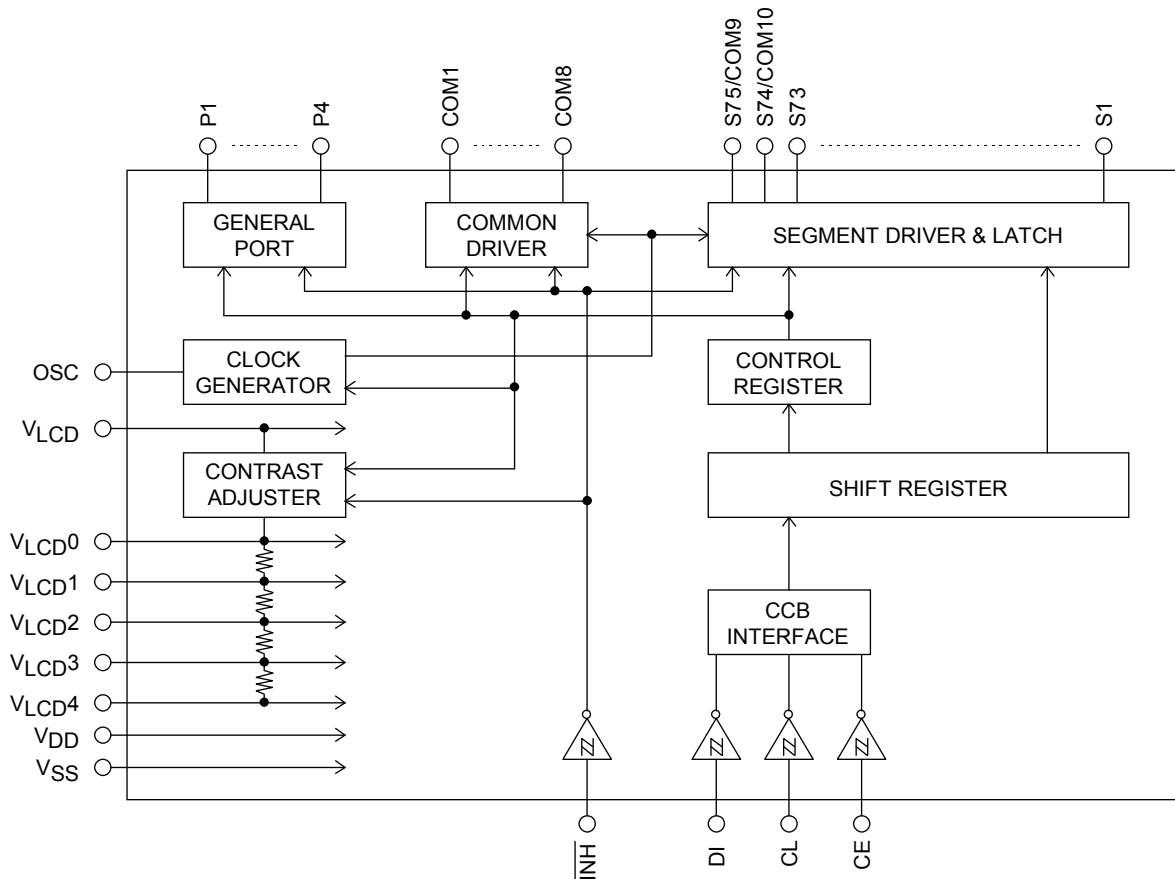 P1
P4
COM1
COM8
S75/COM9
S74/COM10
S73
S1
GENERAL
PORT
COMMON
DRIVER
SEGMENT DRIVER & LATCH
OSC
CLOCK
GENERATOR
CONTROL
REGISTER
VLCD
CONTRAST
ADJUSTER
SHIFT REGISTER
VLCD0
VLCD1
VLCD2
VLCD3
VLCD4
VDD
VSS
CCB
INTERFACE
INH
DI
CL
CE